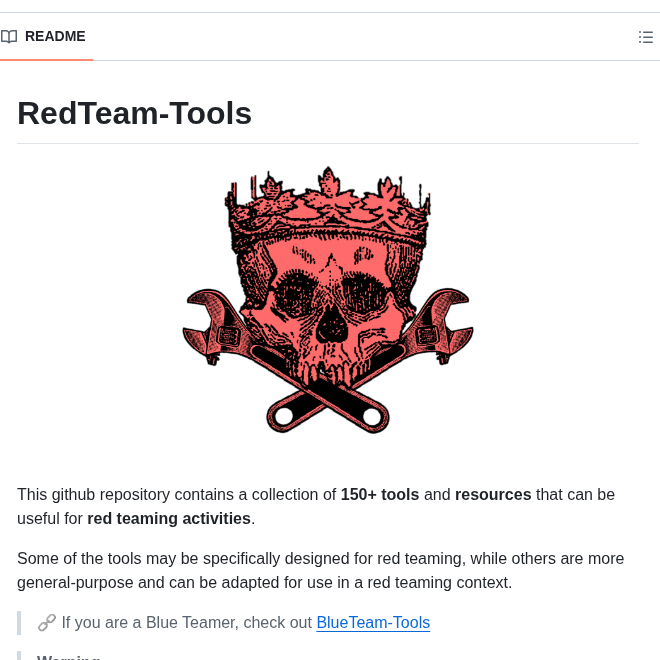 README
RedTeam-Tools
This github repository contains a collection of 150+ tools and resources that can be
useful for red teaming activities.
Some of the tools may be specifically designed for red teaming, while others are more
general-purpose and can be adapted for use in a red teaming context.
If you are a Blue Teamer, check out BlueTeam-Tools
Warning